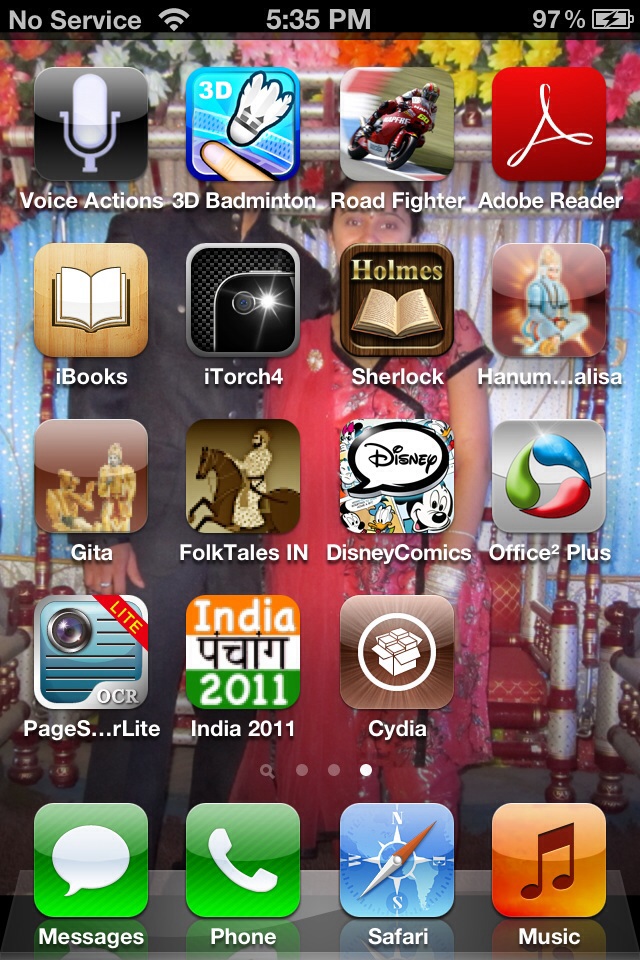 No Service 5:35 PM 97%
3D
Voice Actions 3D Badminton Road Fighter Adobe Reader
Holmes
iBooks iTorch4 Sherlock Hanum...alisa
Disney
Gita FolkTales IN DisneyComics Office² Plus
LITE
OCR
India
पंचांग
2011
PageS...rLite India 2011 Cydia
N
W E
S
Messages Phone Safari Music